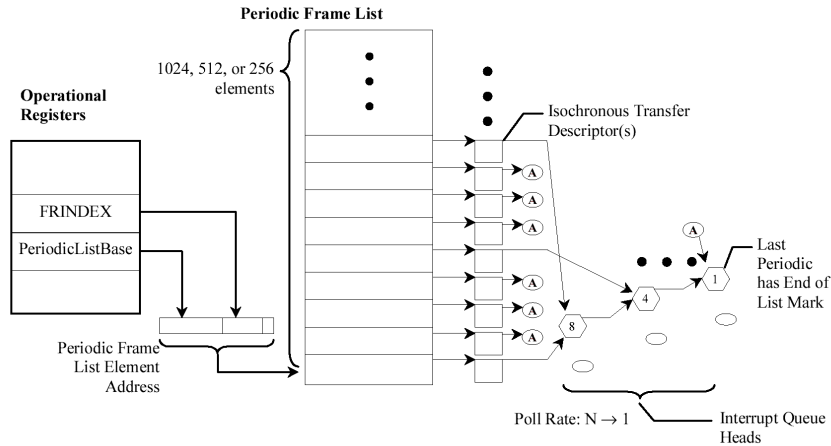 Periodic Frame List
1024, 512, or 256
elements
Operational
Registers
FRINDEX
PeriodicListBase
Periodic Frame
List Element
Address
Isochronous Transfer
Descriptor(s)
A
A
A
A
A
A
A
8
4
1
Last
Periodic
has End of
List Mark
Poll Rate: N → 1
Interrupt Queue
Heads